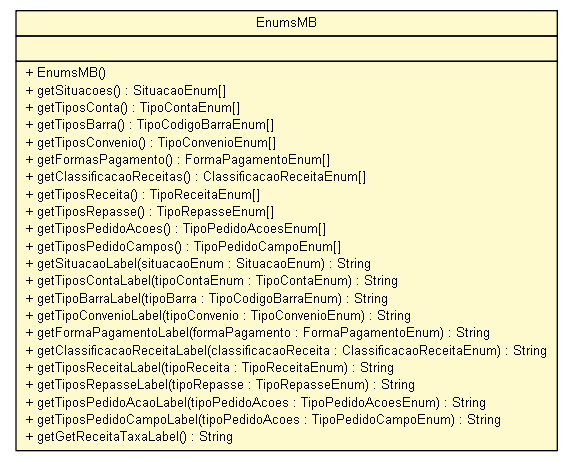 EnumsMB
+ EnumsMB()
+ getSituacoes() : SituacaoEnum[]
+ getTiposConta() : TipoContaEnum[]
+ getTiposBarra() : TipoCodigoBarraEnum[]
+ getTiposConvenio() : TipoConvenioEnum[]
+ getFormasPagamento() : FormaPagamentoEnum[]
+ getClassificacaoReceitas() : ClassificacaoReceitaEnum[]
+ getTiposReceita() : TipoReceitaEnum[]
+ getTiposRepasse() : TipoRepasseEnum[]
+ getTiposPedidoAcoes() : TipoPedidoAcoesEnum[]
+ getTiposPedidoCampos() : TipoPedidoCampoEnum[]
+ getSituacaoLabel(situacaoEnum : SituacaoEnum) : String
+ getTiposContaLabel(tipoContaEnum : TipoContaEnum) : String
+ getTipoBarraLabel(tipoBarra : TipoCodigoBarraEnum) : String
+ getTipoConvenioLabel(tipoConvenio : TipoConvenioEnum) : String
+ getFormaPagamentoLabel(formaPagamento : FormaPagamentoEnum) : String
+ getClassificacaoReceitaLabel(classificacaoReceita : ClassificacaoReceitaEnum) : String
+ getTiposReceitaLabel(tipoReceita : TipoReceitaEnum) : String
+ getTiposRepasseLabel(tipoRepasse : TipoRepasseEnum) : String
+ getTiposPedidoAcaoLabel(tipoPedidoAcoes : TipoPedidoAcoesEnum) : String
+ getTiposPedidoCampoLabel(tipoPedidoAcoes : TipoPedidoCampoEnum) : String
+ getGetReceitaTaxaLabel() : String